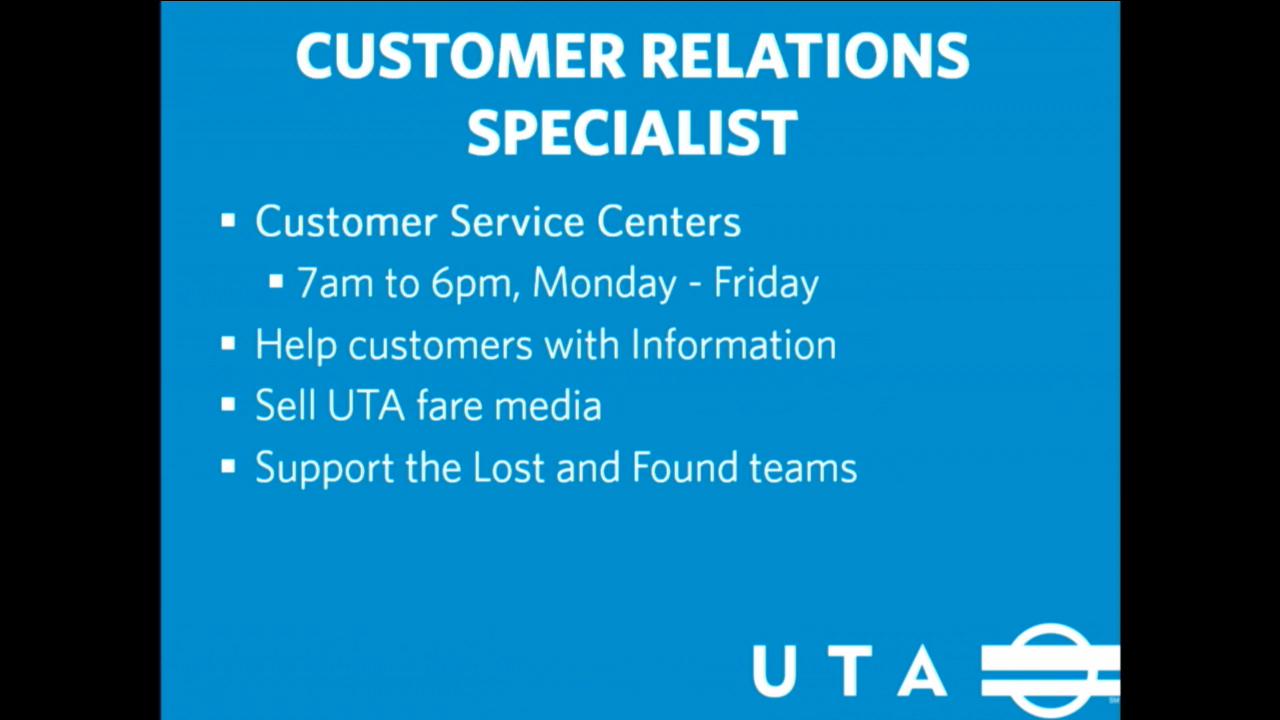 CUSTOMER RELATIONS
SPECIALIST
▪ Customer Service Centers
▪ 7am to 6pm, Monday - Friday
▪ Help customers with Information
▪ Sell UTA fare media
▪ Support the Lost and Found teams
UTA
SM